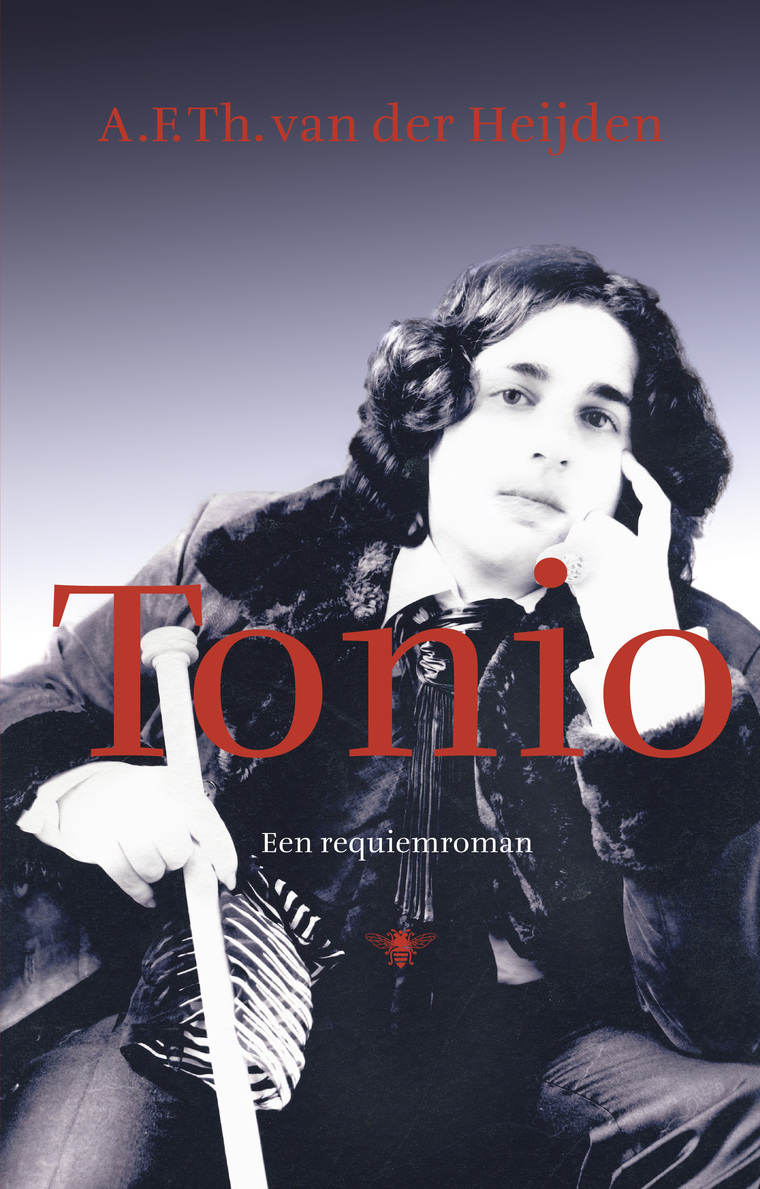 A.F.Th. van der Heijden
Tonio
Een requiemroman